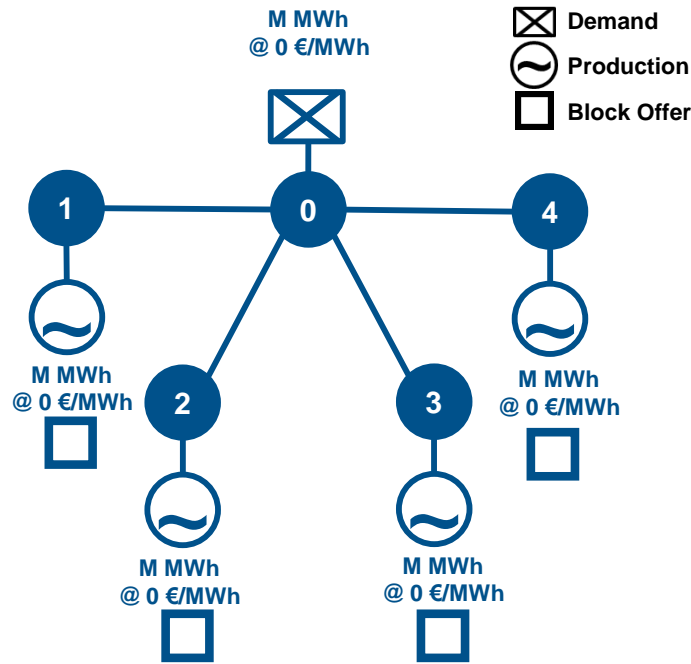 M MWh
@ 0 €/MWh
Demand
Production
Block Offer
1
0
4
M MWh
@ 0 €/MWh
2
3
M MWh
@ 0 €/MWh
M MWh
@ 0 €/MWh
M MWh
@ 0 €/MWh